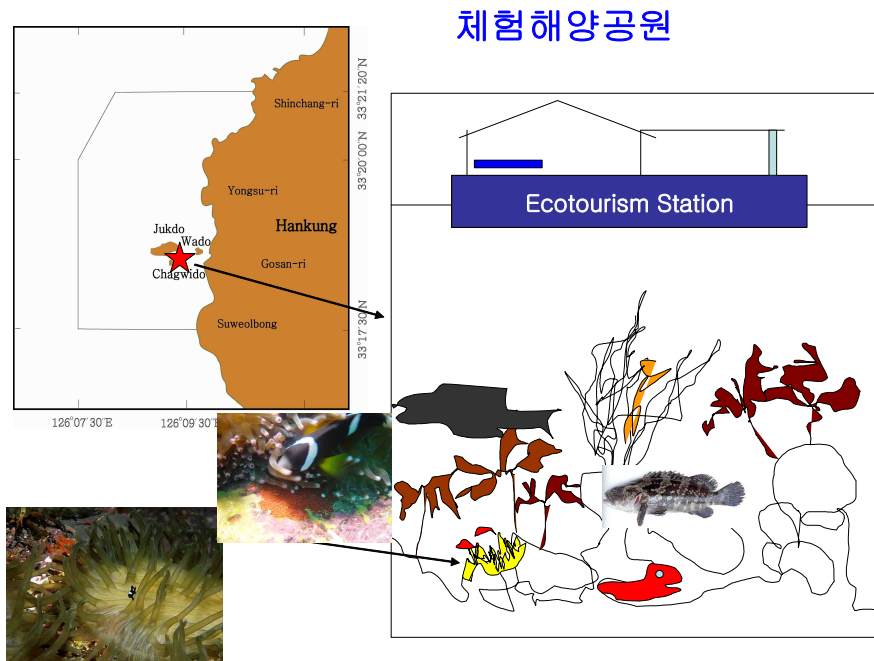 체험해양공원
Shinchang-ri
Yongsu-ri
Hankung
Jukdo
Wado
Gosan-ri
Chagwido
Suweolbong
33°21′20″N
33°20′00″N
33°17′30″N
126°07′30″E
126°09′30″E
Ecotourism Station